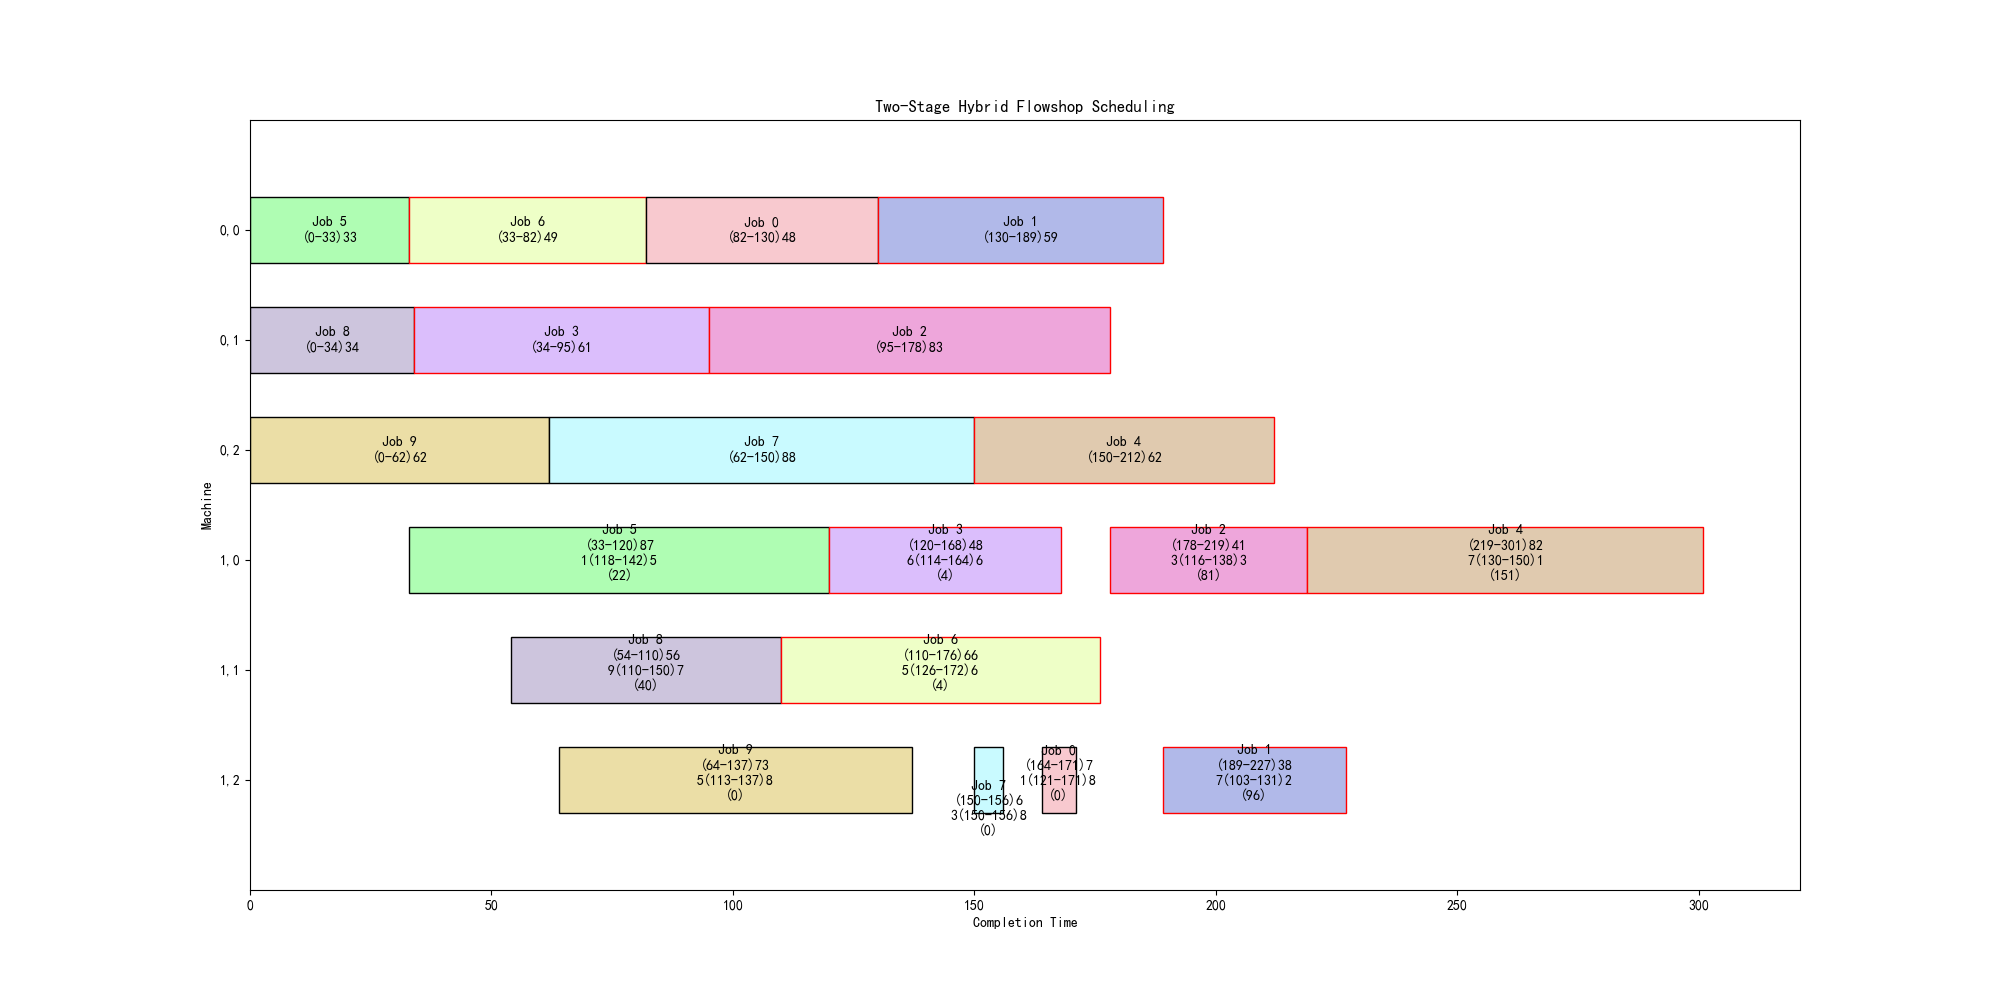 Two-Stage Hybrid Flowshop Scheduling
0,0
Job 5
(0-33)33
Job 6
(33-82)49
Job 0
(82-130)48
Job 1
(130-189)59
0,1
Job 8
(0-34)34
Job 3
(34-95)61
Job 2
(95-178)83
0,2
Job 9
(0-62)62
Job 7
(62-150)88
Job 4
(150-212)62
Machine
1,0
Job 5
(33-120)87
1(118-142)5
(22)
Job 3
(120-168)48
6(114-164)6
(4)
Job 2
(178-219)41
3(116-138)3
(81)
Job 4
(219-301)82
7(130-150)1
(151)
1,1
Job 8
(54-110)56
9(110-150)7
(40)
Job 6
(110-176)66
5(126-172)6
(4)
1,2
Job 9
(64-137)73
5(113-137)8
(0)
Job 7
(150-156)6
3(150-156)8
(0)
Job 0
(164-171)7
1(121-171)8
(0)
Job 1
(189-227)38
7(103-131)2
(96)
0
50
100
150
200
250
300
Completion Time